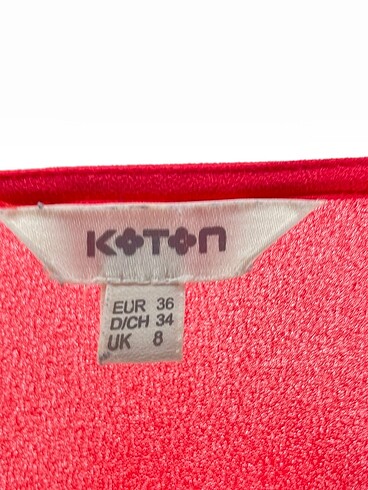 KOTON
EUR 36
D/CH 34
UK 8